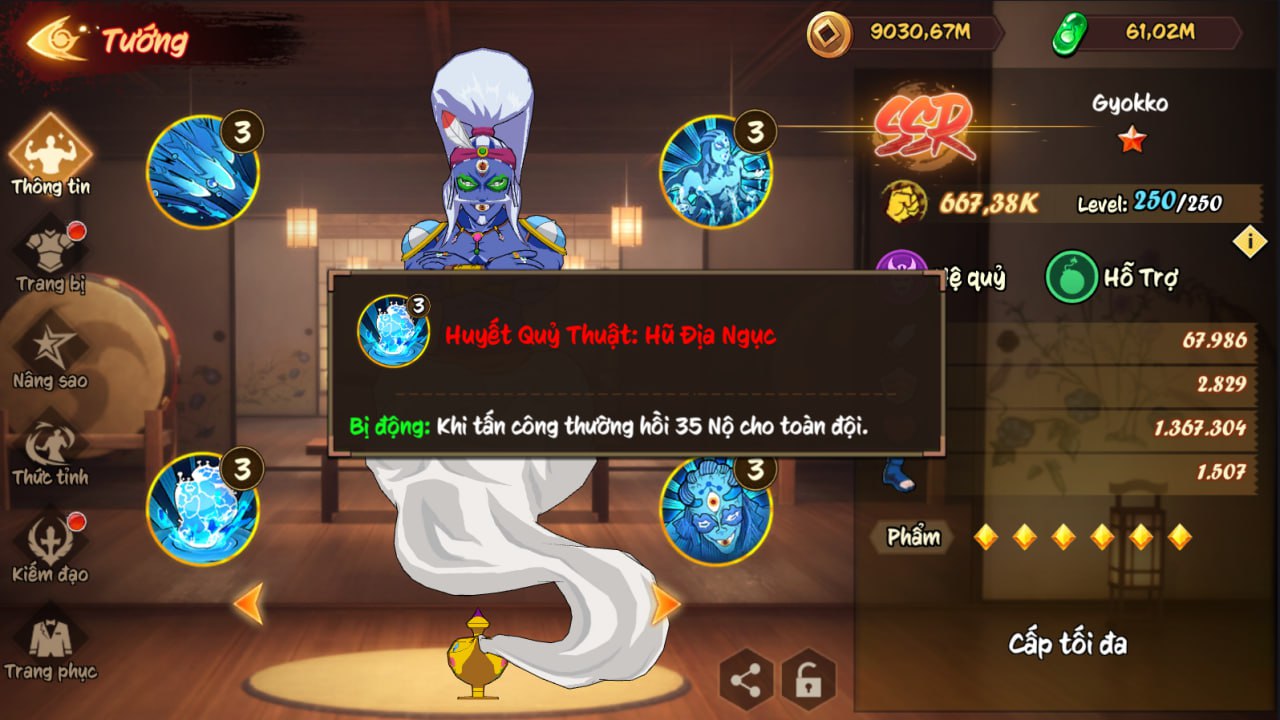 Tướng
9030,67M
61,02M
Thông tin
Trang bị
Nâng sao
Thức tỉnh
Kiếm đạo
Trang phục
3
3
3
3
3
Huyết Quỷ Thuật: Hũ Địa Ngục
Bị động: Khi tấn công thường hồi 35 Nộ cho toàn đội.
SSR
Gyokko
667,38K
Level: 250/250
i
ệ quỷ
Hỗ Trợ
67.986
2.829
1.367.304
1.507
Phẩm
Cấp tối đa